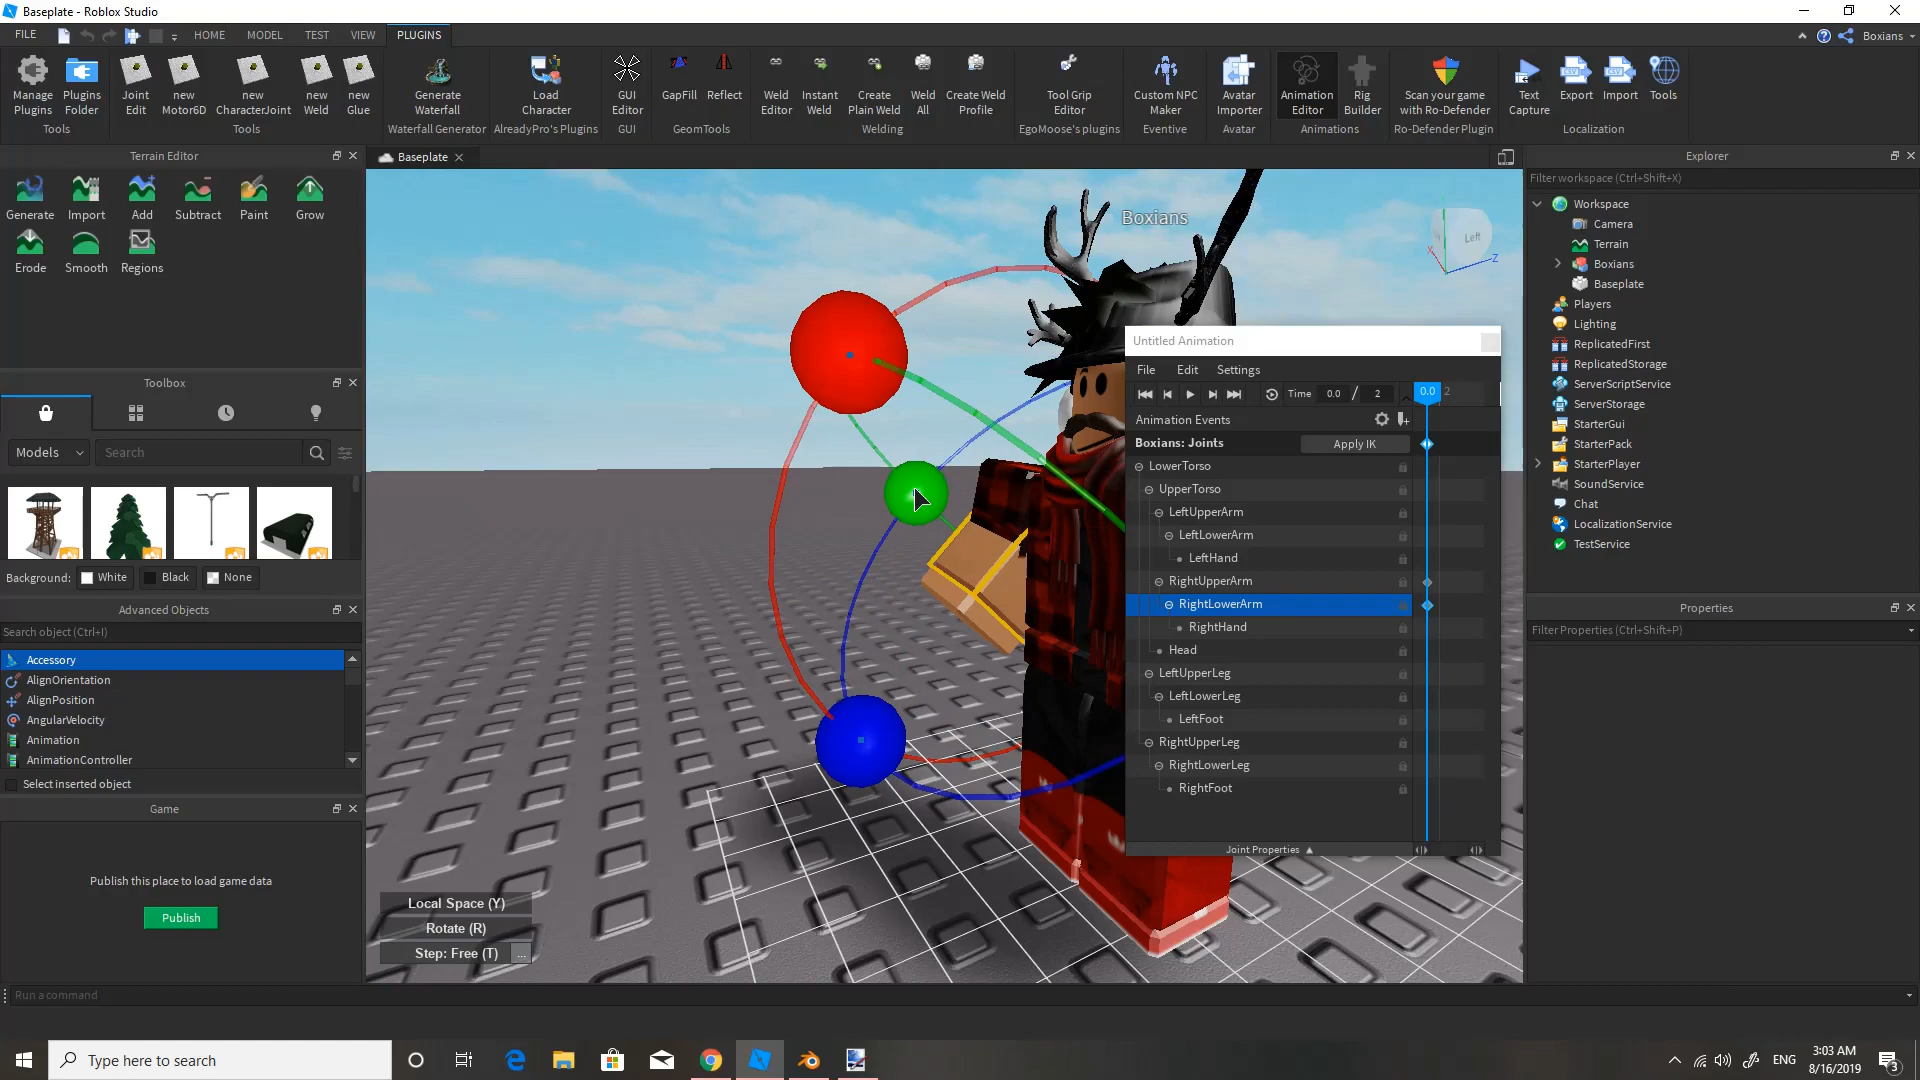 Baseplate - Roblox Studio
FILE HOME MODEL TEST VIEW PLUGINS Boxians
Manage Plugins
Plugins Folder
Tools
Joint Edit
new Motor6D
new CharacterJoint
new Weld
new Glue
Tools
Generate Waterfall
Waterfall Generator
Load Character
AlreadyPro's Plugins
GUI Editor
GUI
GapFill
Reflect
GeomTools
Weld Editor
Instant Weld
Create Plain Weld
Weld All
Create Weld Profile
Welding
Tool Grip Editor
EgoMoose's plugins
Custom NPC Maker
Eventive
Avatar Importer
Avatar
Animation Editor
Rig Builder
Animations
Scan your game with Ro-Defender
Ro-Defender Plugin
Text Capture
Export
Import
Tools
Localization
Terrain Editor
Generate Import Add Subtract Paint Grow
Erode Smooth Regions
Toolbox
Models Search
Background: White Black None
Advanced Objects
Search object (Ctrl+I)
Accessory
AlignOrientation
AlignPosition
AngularVelocity
Animation
AnimationController
Select inserted object
Game
Publish this place to load game data
Publish
Baseplate
Boxians
Left
X
Z
Local Space (Y)
Rotate (R)
Step: Free (T) ...
Untitled Animation
File Edit Settings
Time 0.0 / 2 0.0 2
Animation Events
Boxians: Joints Apply IK
LowerTorso
UpperTorso
LeftUpperArm
LeftLowerArm
LeftHand
RightUpperArm
RightLowerArm
RightHand
Head
LeftUpperLeg
LeftLowerLeg
LeftFoot
RightUpperLeg
RightLowerLeg
RightFoot
Joint Properties
Explorer
Filter workspace (Ctrl+Shift+X)
Workspace
Camera
Terrain
Boxians
Baseplate
Players
Lighting
ReplicatedFirst
ReplicatedStorage
ServerScriptService
ServerStorage
StarterGui
StarterPack
StarterPlayer
SoundService
Chat
LocalizationService
TestService
Properties
Filter Properties (Ctrl+Shift+P)
Run a command
Type here to search
ENG
3:03 AM
8/16/2019
3